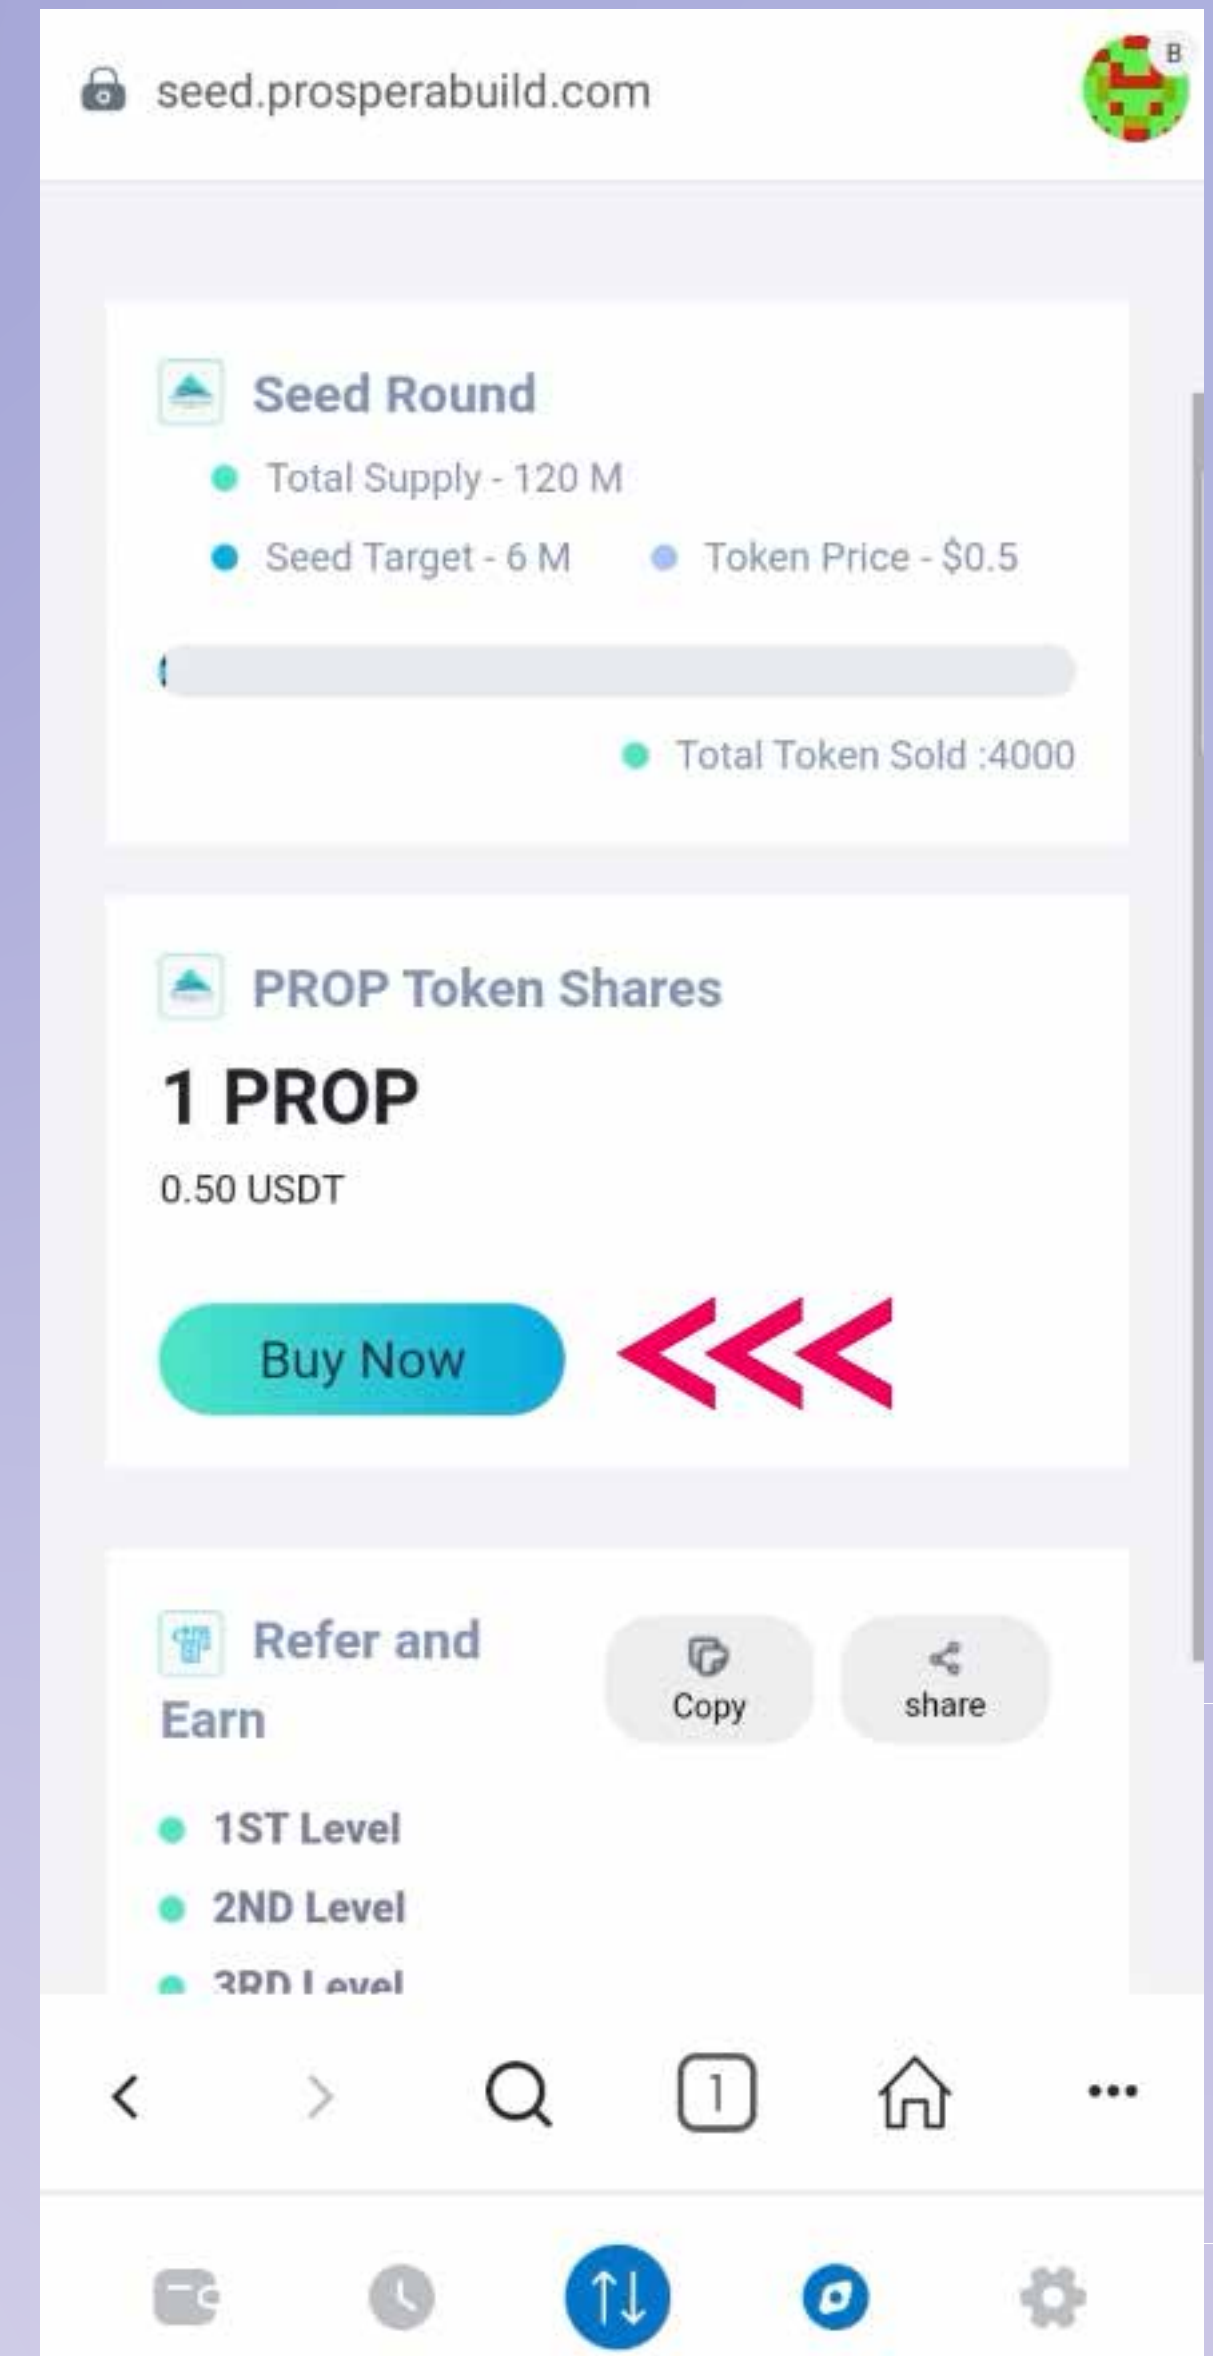 seed.prosperabuild.com
B
Seed Round
Total Supply - 120 M
Seed Target - 6 M
Token Price - $0.5
Total Token Sold :4000
PROP Token Shares
1 PROP
0.50 USDT
Buy Now
Refer and
Earn
Copy
share
1ST Level
2ND Level
3RD Level
1